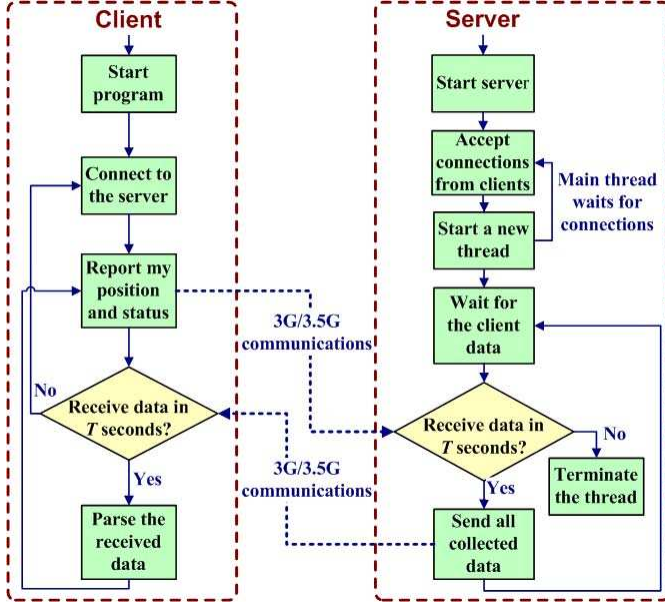 Client
Start
program
Connect to
the server
Report my
position
and status
No
Receive data in
T seconds?
Yes
Parse the
received
data
3G/3.5G
communications
3G/3.5G
communications
Server
Start server
Accept
connections
from clients
Main thread
waits for
connections
Start a new
thread
Wait for
the client
data
Receive data in
T seconds?
No
Terminate
the thread
Yes
Send all
collected
data